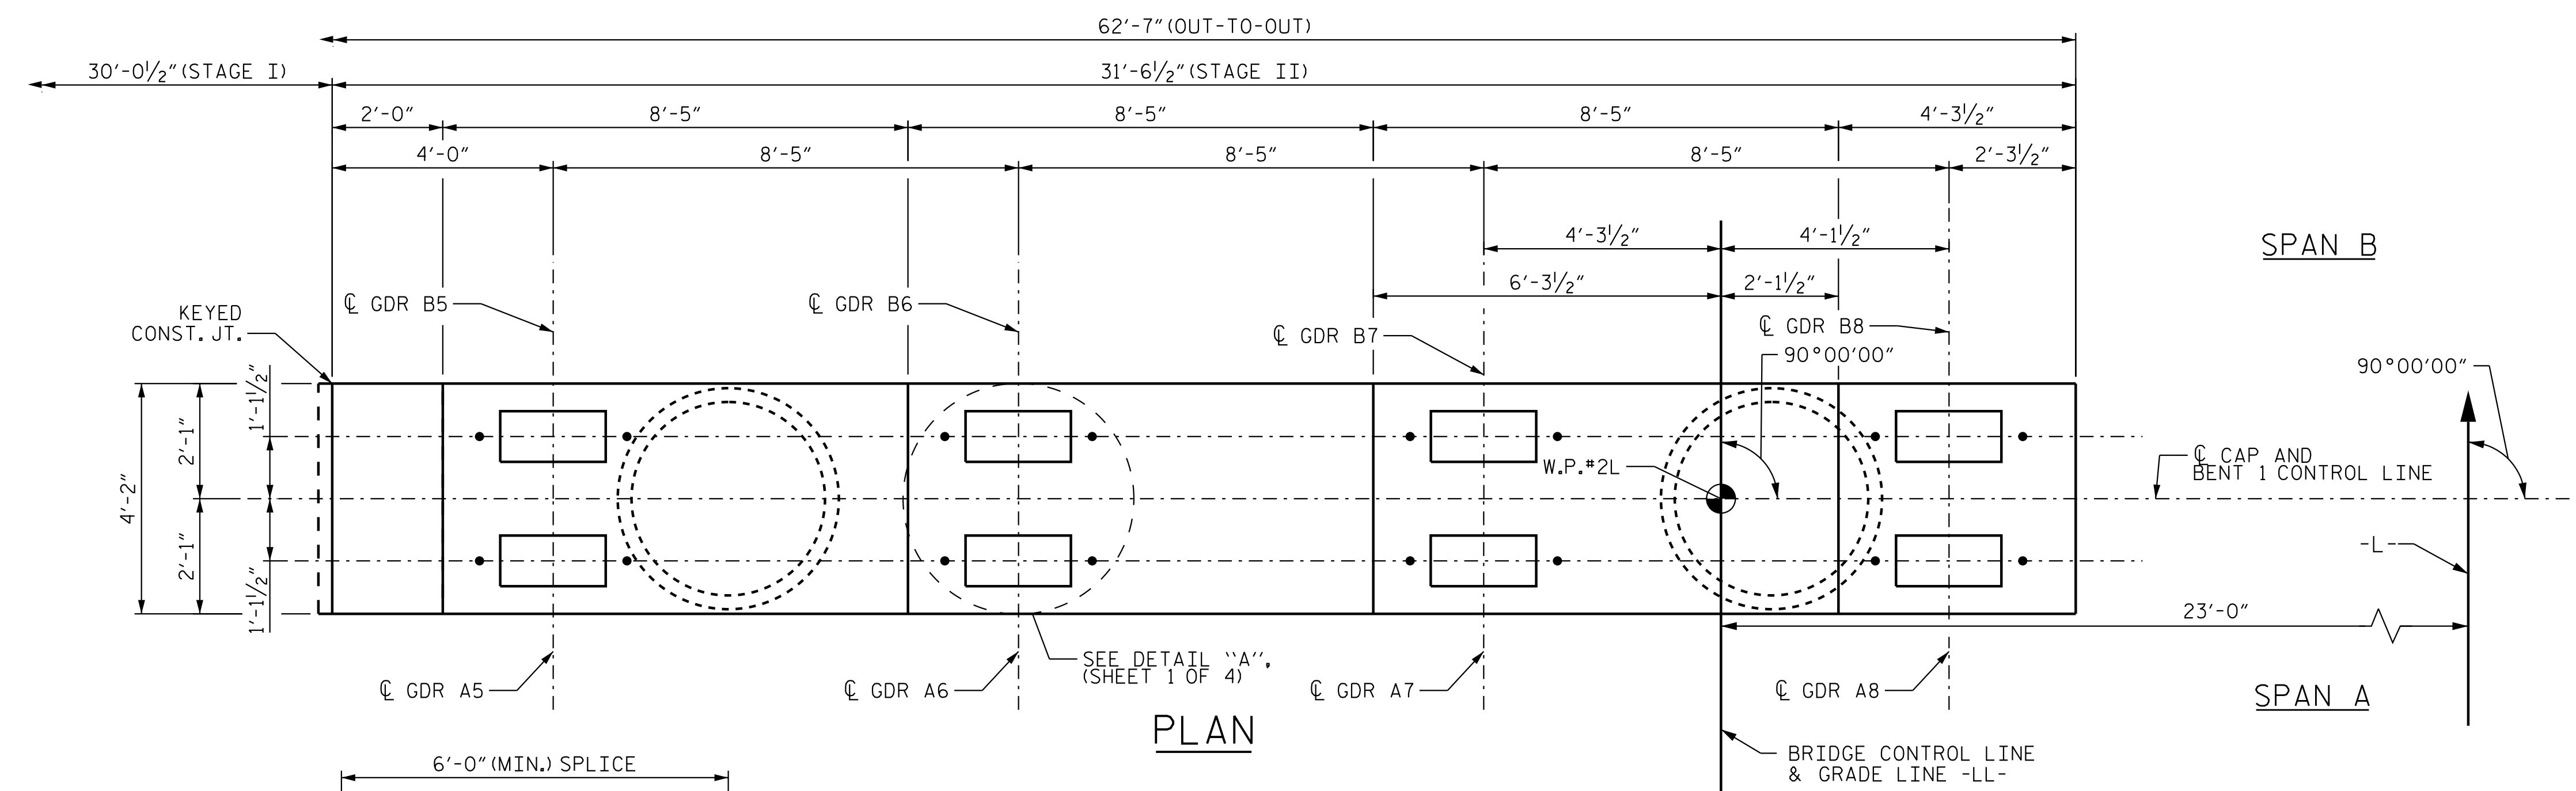 62'-7" (OUT-TO-OUT)
30'-0½" (STAGE I)
31'-6½" (STAGE II)
2'-0"
8'-5"
8'-5"
8'-5"
4'-3½"
4'-0"
8'-5"
8'-5"
8'-5"
2'-3½"
4'-3½"
4'-1½"
SPAN B
6'-3½"
2'-1½"
KEYED
CONST. JT.
℄ GDR B5
℄ GDR B6
℄ GDR B7
℄ GDR B8
90°00'00"
90°00'00"
4'-2"
2'-1"
2'-1"
1'-1½"
1'-1½"
W.P.#2L
℄ CAP AND
BENT 1 CONTROL LINE
-L-
23'-0"
SEE DETAIL "A",
(SHEET 1 OF 4)
℄ GDR A5
℄ GDR A6
℄ GDR A7
℄ GDR A8
SPAN A
PLAN
BRIDGE CONTROL LINE
& GRADE LINE -LL-
6'-0" (MIN.) SPLICE